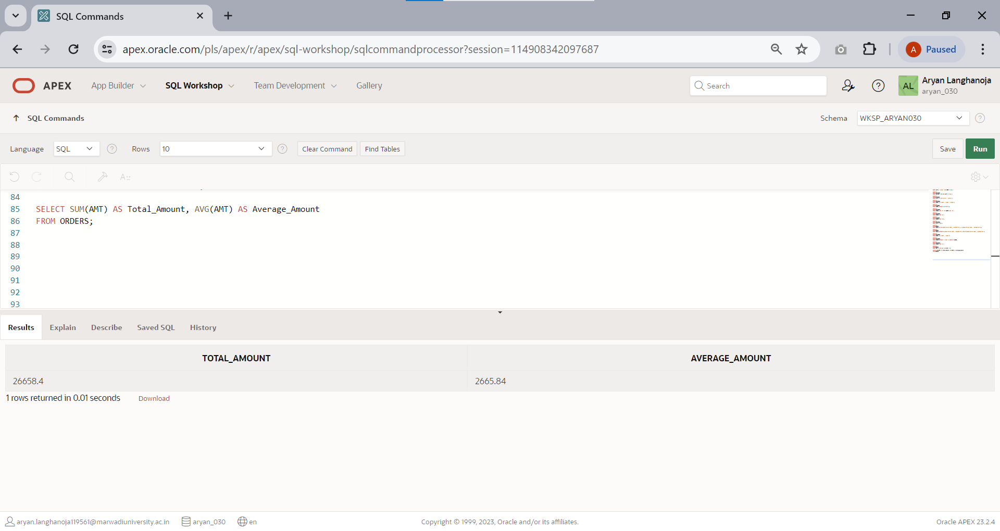 SQL Commands
apex.oracle.com/pls/apex/r/apex/sql-workshop/sqlcommandprocessor?session=114908342097687
A Paused
APEX App Builder SQL Workshop Team Development Gallery Search AL Aryan Langhanoja
aryan_030
SQL Commands Schema WKSP_ARYAN030
Language SQL Rows 10 Clear Command Find Tables Save Run
84
85 SELECT SUM(AMT) AS Total_Amount, AVG(AMT) AS Average_Amount
86 FROM ORDERS;
87
88
89
90
91
92
93
Results Explain Describe Saved SQL History
TOTAL_AMOUNT AVERAGE_AMOUNT
26658.4 2665.84
1 rows returned in 0.01 seconds Download
aryan.langhanoja119561@marwadiuniversity.ac.in aryan_030 en Copyright © 1999, 2023, Oracle and/or its affiliates. Oracle APEX 23.2.4